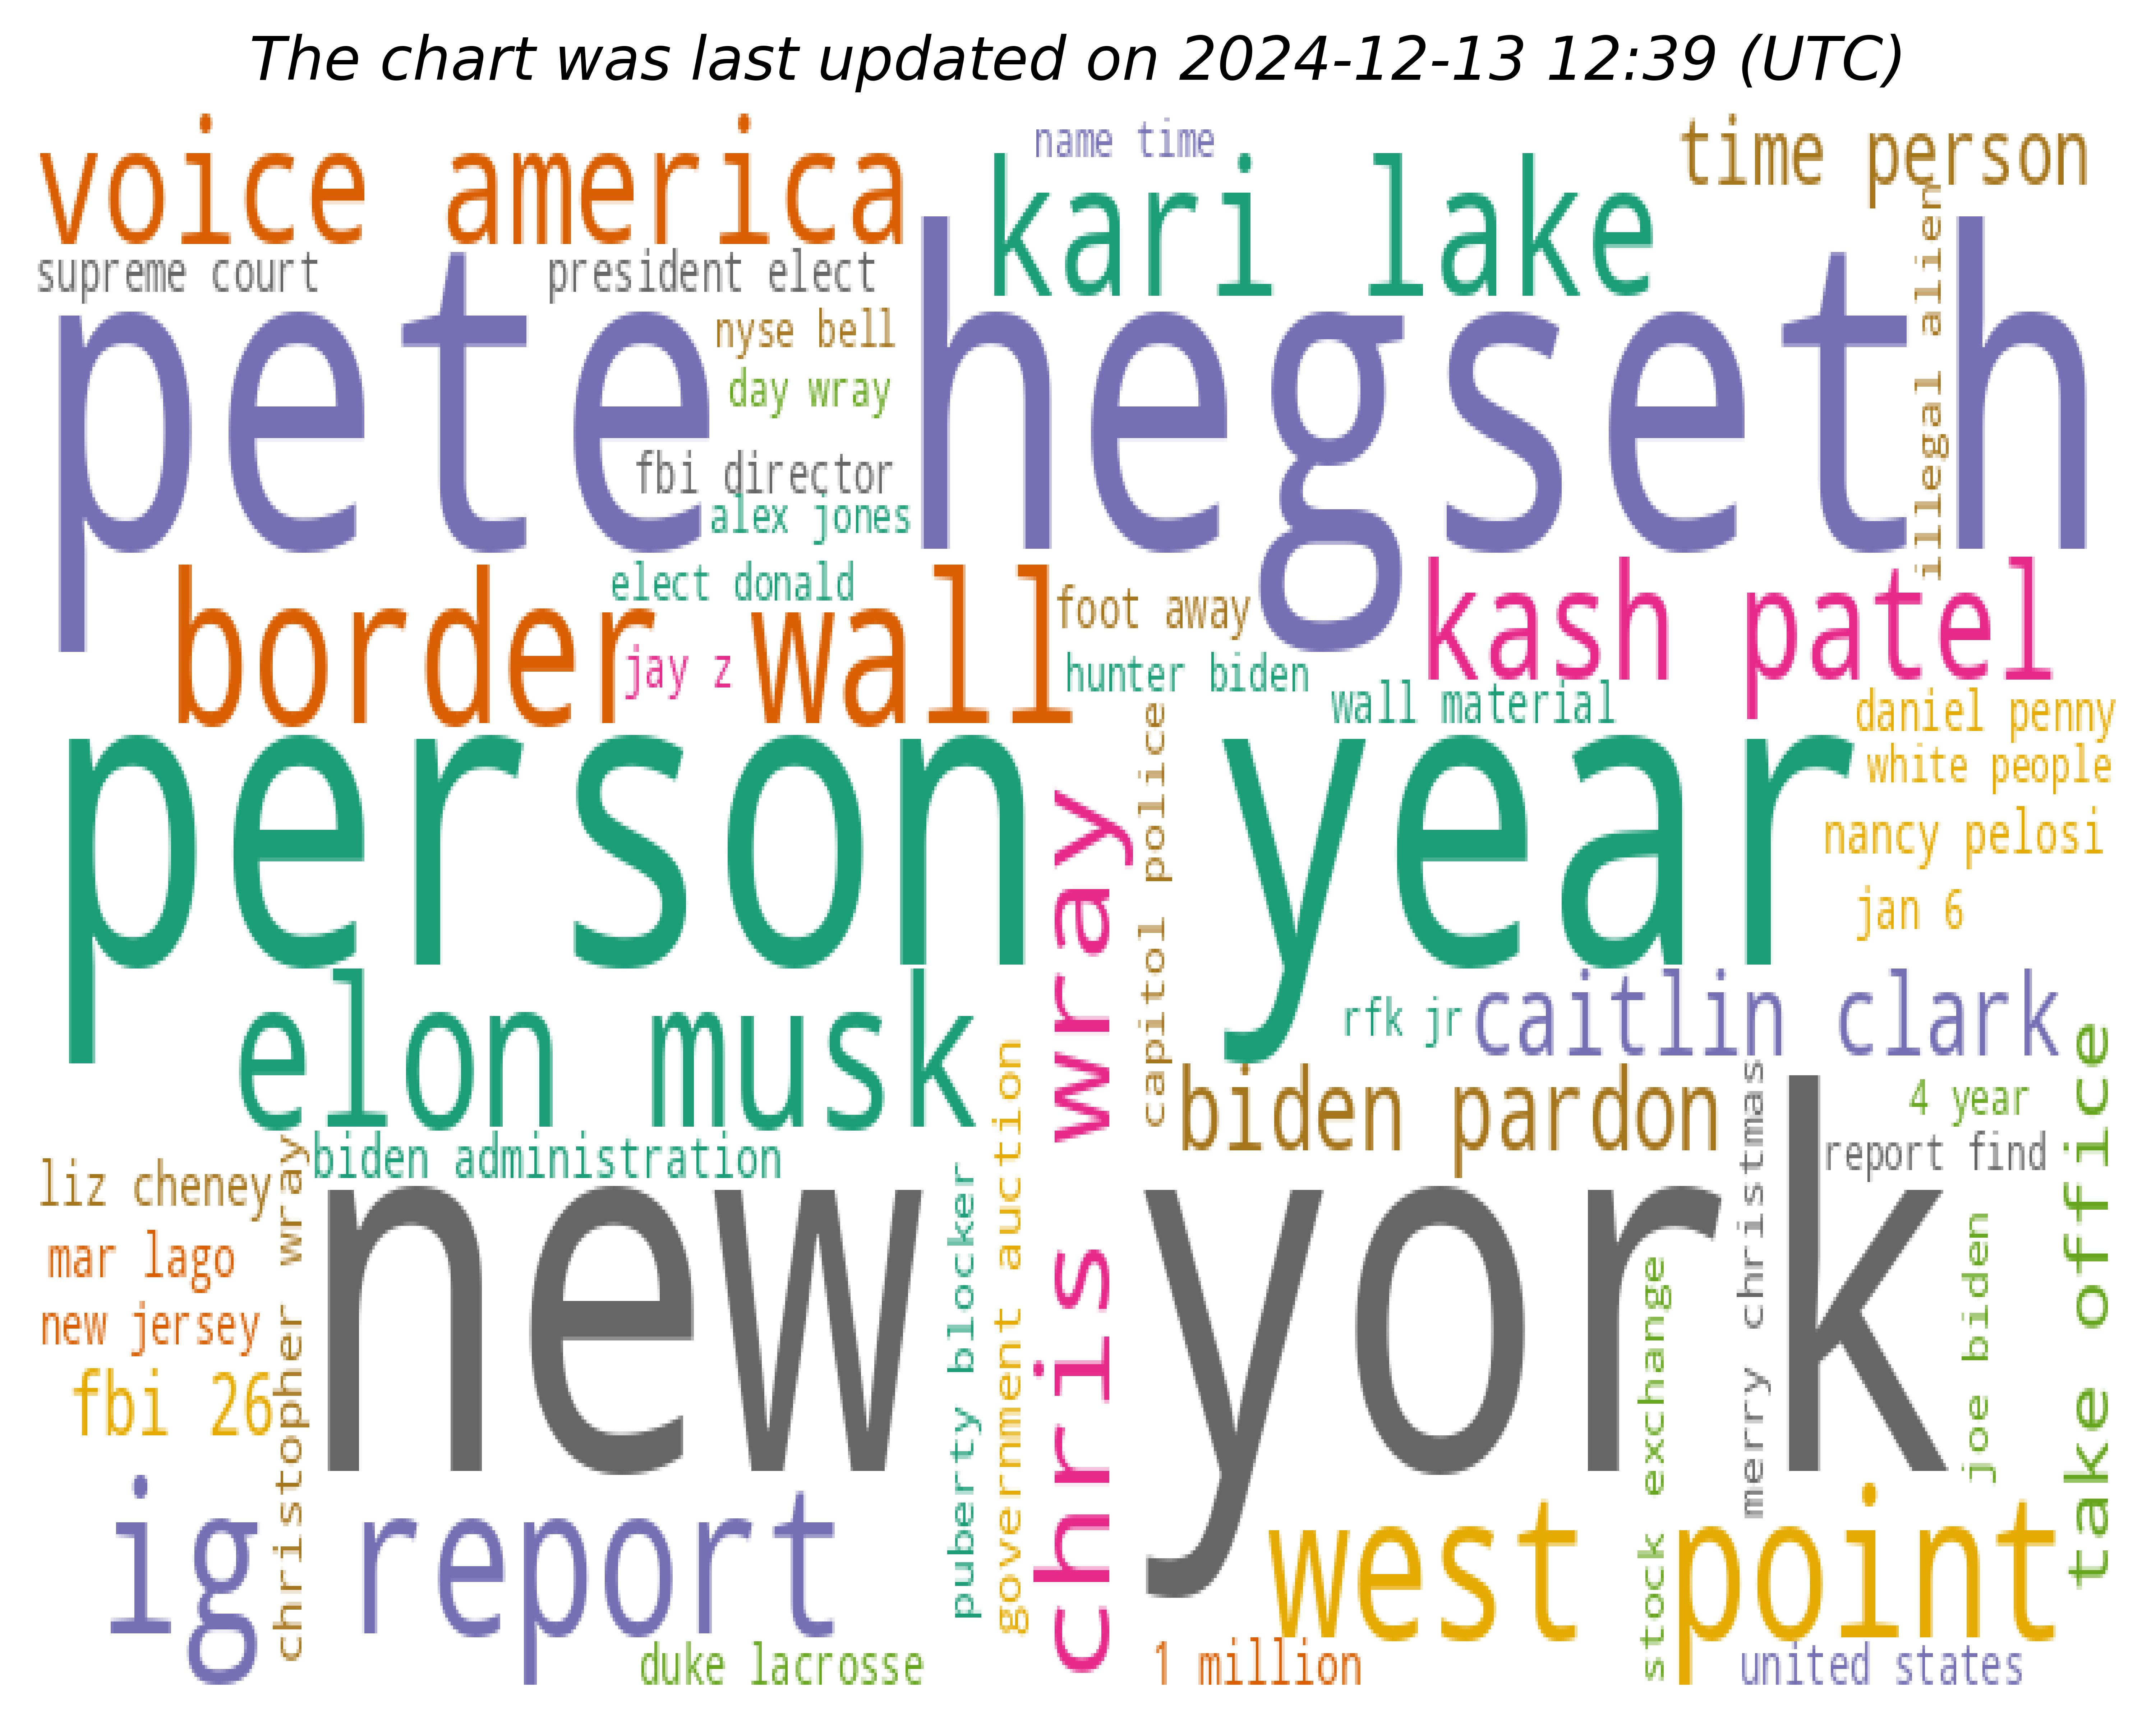 The chart was last updated on 2024-12-13 12:39 (UTC)
voice america
name time
kari lake
time person
supreme court
president elect
pete hegseth
nyse bell
day wray
fbi director
alex jones
illegal alien
elect donald
border wall
foot away
kash patel
jay z
hunter biden
wall material
daniel penny
person year
white people
nancy pelosi
jan 6
chris wray
capitol police
elon musk
rfk jr
caitlin clark
take office
biden pardon
4 year
biden administration
report find
liz cheney
christopher wray
new york
mar lago
new jersey
fbi 26
puberty blocker
government auction
stock exchange
merry christmas
joe biden
ig report
west point
duke lacrosse
1 million
united states